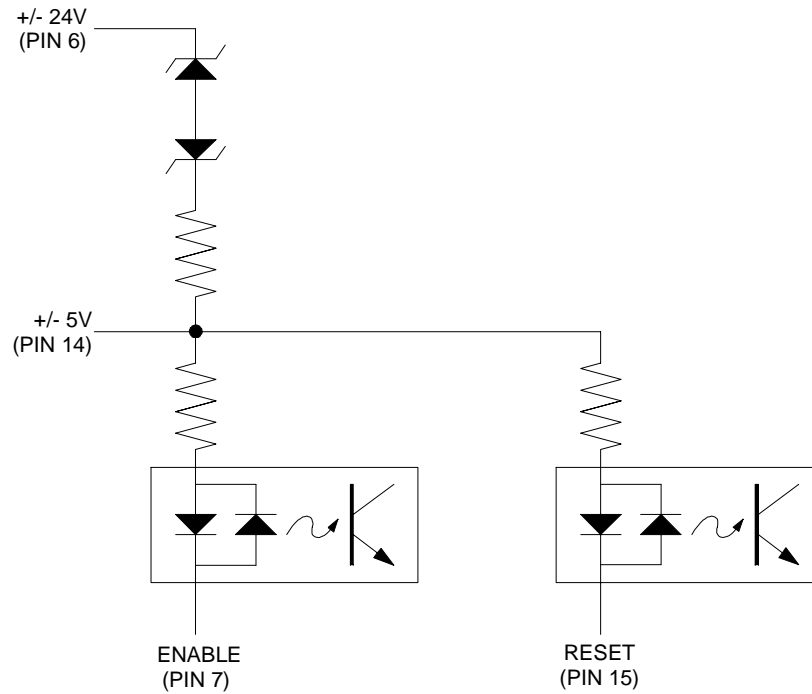 +/- 24V
(PIN 6)
+/- 5V
(PIN 14)
ENABLE
(PIN 7)
RESET
(PIN 15)